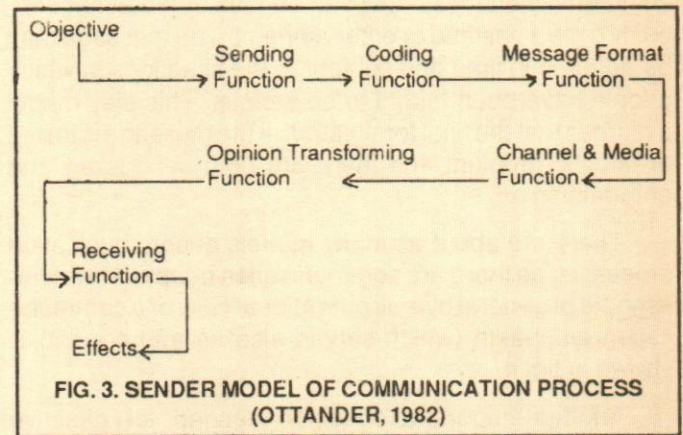 Objective
Sending Coding Message Format
Function Function Function
Opinion Transforming Channel & Media
Function Function
Receiving
Function
Effects
FIG. 3. SENDER MODEL OF COMMUNICATION PROCESS
(OTTANDER, 1982)